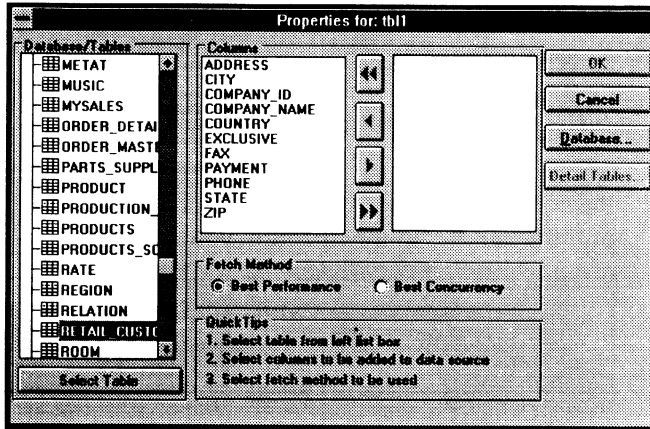 Properties for: tbl1
Database/Tables
METAT
MUSIC
MYSALES
ORDER_DETAI
ORDER_MASTE
PARTS_SUPPL
PRODUCT
PRODUCTION_
PRODUCTS
PRODUCTS_SO
RATE
REGION
RELATION
RETAIL_CUSTO
ROOM
Select Table
Columns
ADDRESS
CITY
COMPANY_ID
COMPANY_NAME
COUNTRY
EXCLUSIVE
FAX
PAYMENT
PHONE
STATE
ZIP
Fetch Method
Best Performance
Best Concurrency
QuickTips
1. Select table from left list box
2. Select columns to be added to data source
3. Select fetch method to be used
OK
Cancel
Database...
Detail Tables...